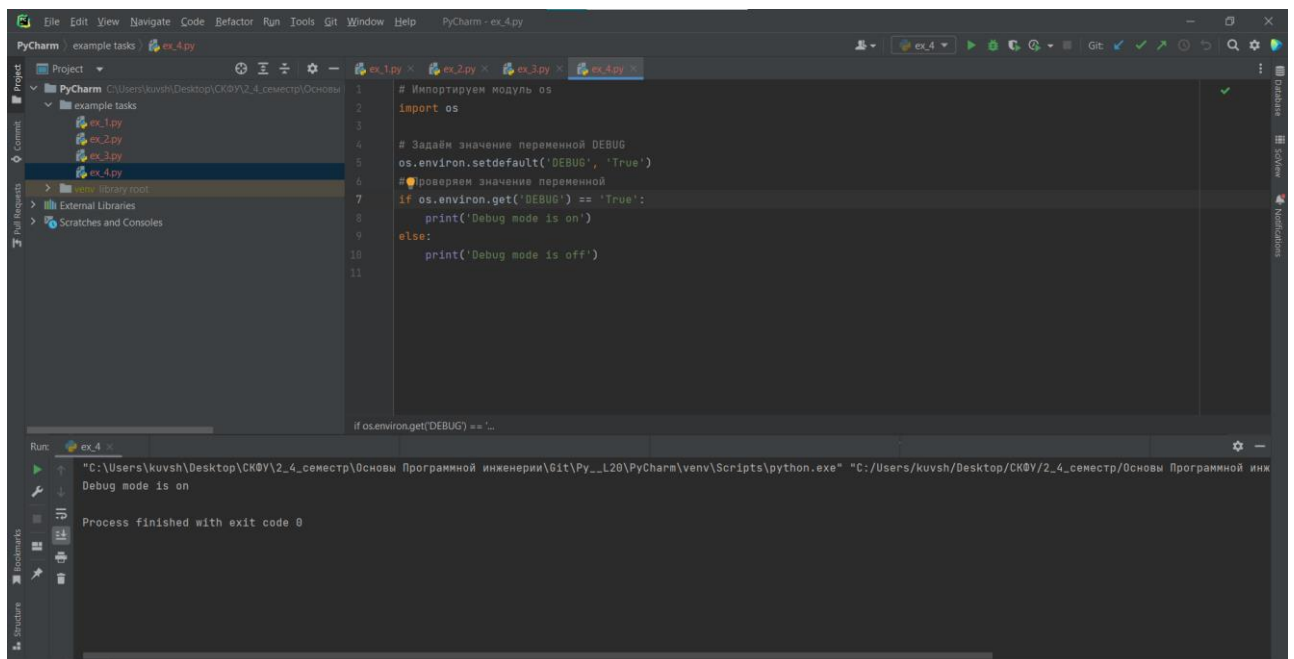 File Edit View Navigate Code Refactor Run Tools Git Window Help PyCharm - ex_4.py
PyCharm example tasks ex_4.py
ex_4
Git:
Project
ex_1.py
ex_2.py
ex_3.py
ex_4.py
PyCharm C:\Users\kuvsh\Desktop\СКФУ\2_4_семестр\Основы
example tasks
ex_1.py
ex_2.py
ex_3.py
ex_4.py
venv library root
External Libraries
Scratches and Consoles
1 # Импортируем модуль os
2 import os
3
4 # Задаём значение переменной DEBUG
5 os.environ.setdefault('DEBUG', 'True')
6 #Проверяем значение переменной
7 if os.environ.get('DEBUG') == 'True':
8 print('Debug mode is on')
9 else:
10 print('Debug mode is off')
11
if os.environ.get('DEBUG') == '...
Project
Commit
Pull Requests
Bookmarks
Structure
Database
SciView
Notifications
Run: ex_4
"C:\Users\kuvsh\Desktop\СКФУ\2_4_семестр\Основы Программной инженерии\Git\Py__L20\PyCharm\venv\Scripts\python.exe" "C:/Users/kuvsh/Desktop/СКФУ/2_4_семестр/Основы Программной инж
Debug mode is on
Process finished with exit code 0